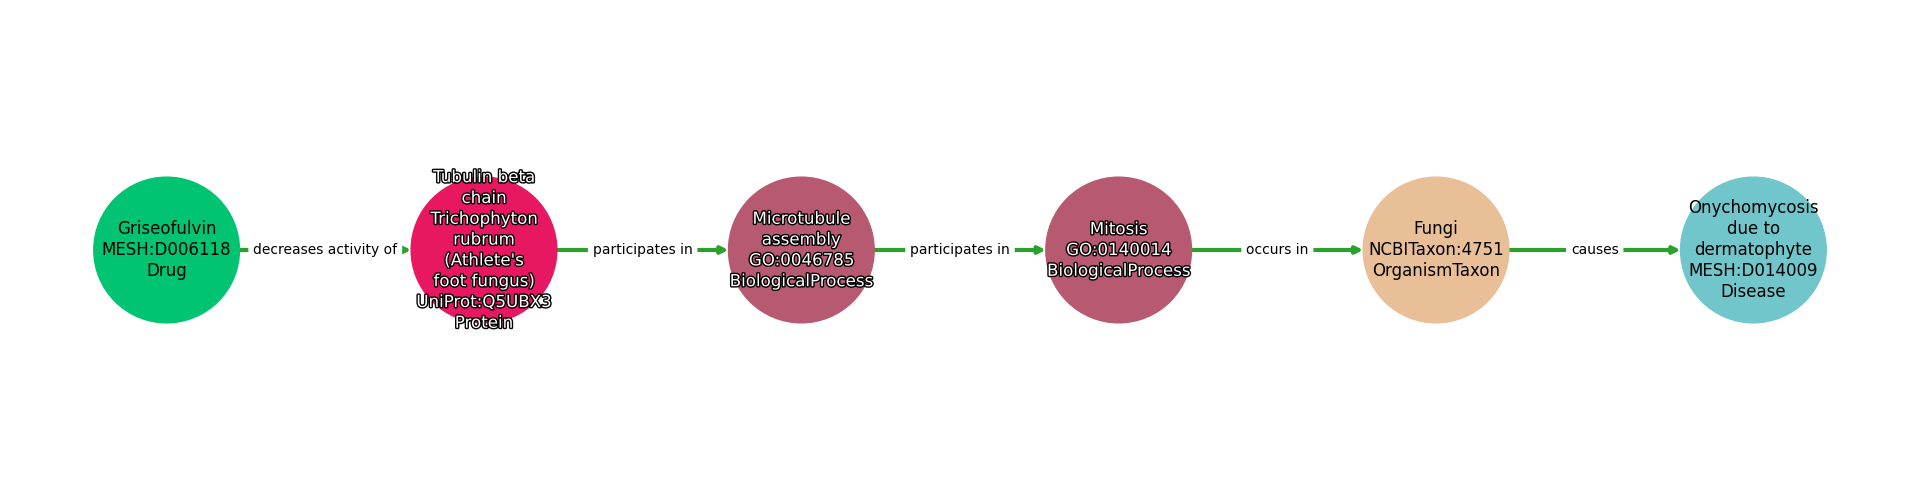 Griseofulvin
MESH:D006118
Drug
decreases activity of
Tubulin beta
chain
Trichophyton
rubrum
(Athlete's
foot fungus)
UniProt:Q5UBX3
Protein
participates in
Microtubule
assembly
GO:0046785
BiologicalProcess
participates in
Mitosis
GO:0140014
BiologicalProcess
occurs in
Fungi
NCBITaxon:4751
OrganismTaxon
causes
Onychomycosis
due to
dermatophyte
MESH:D014009
Disease